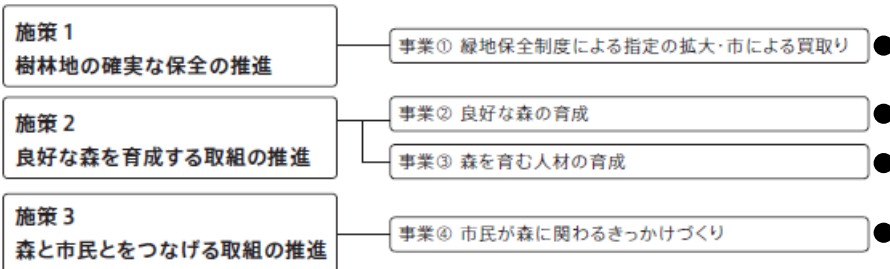 施策 1
樹林地の確実な保全の推進
事業① 緑地保全制度による指定の拡大・市による買取り
施策 2
良好な森を育成する取組の推進
事業② 良好な森の育成
事業③ 森を育む人材の育成
施策 3
森と市民とをつなげる取組の推進
事業④ 市民が森に関わるきっかけづくり